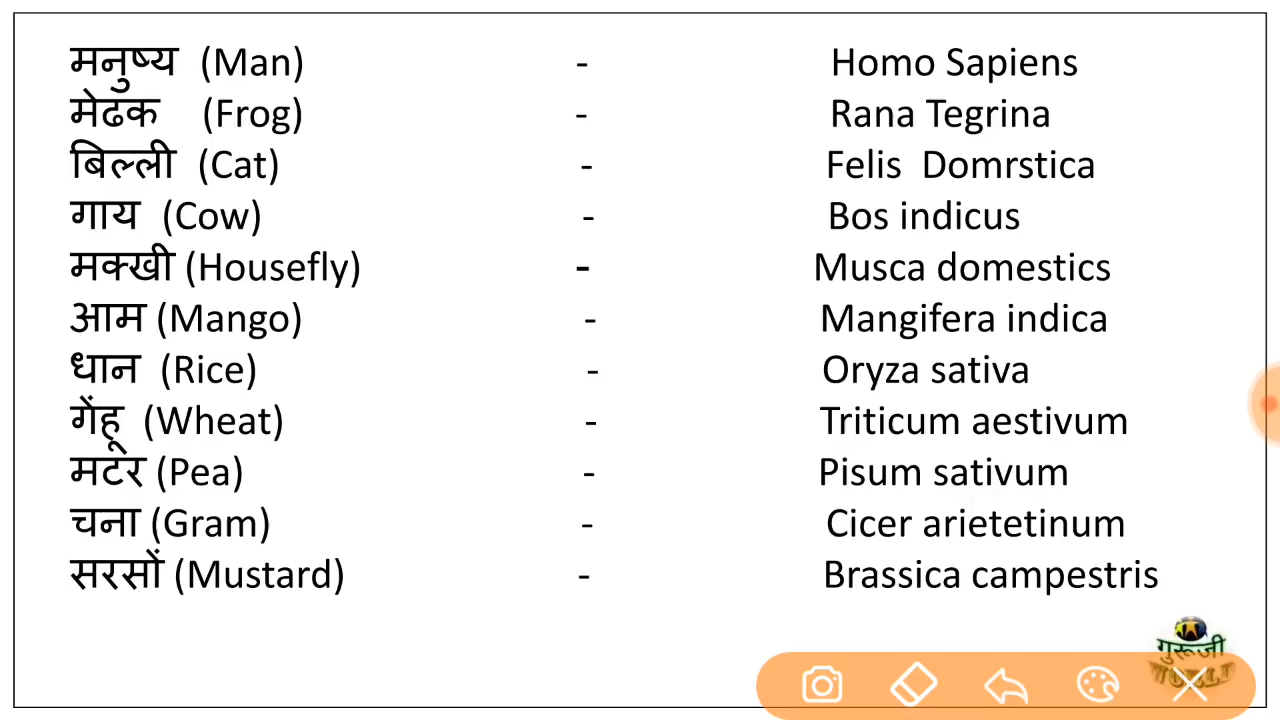 मनुष्य (Man) - Homo Sapiens
मेढक (Frog) - Rana Tegrina
बिल्ली (Cat) - Felis Domrstica
गाय (Cow) - Bos indicus
मक्खी (Housefly) - Musca domestics
आम (Mango) - Mangifera indica
धान (Rice) - Oryza sativa
गेंहू (Wheat) - Triticum aestivum
मटर (Pea) - Pisum sativum
चना (Gram) - Cicer arietetinum
सरसों (Mustard) - Brassica campestris
गुरूजी
WORLD